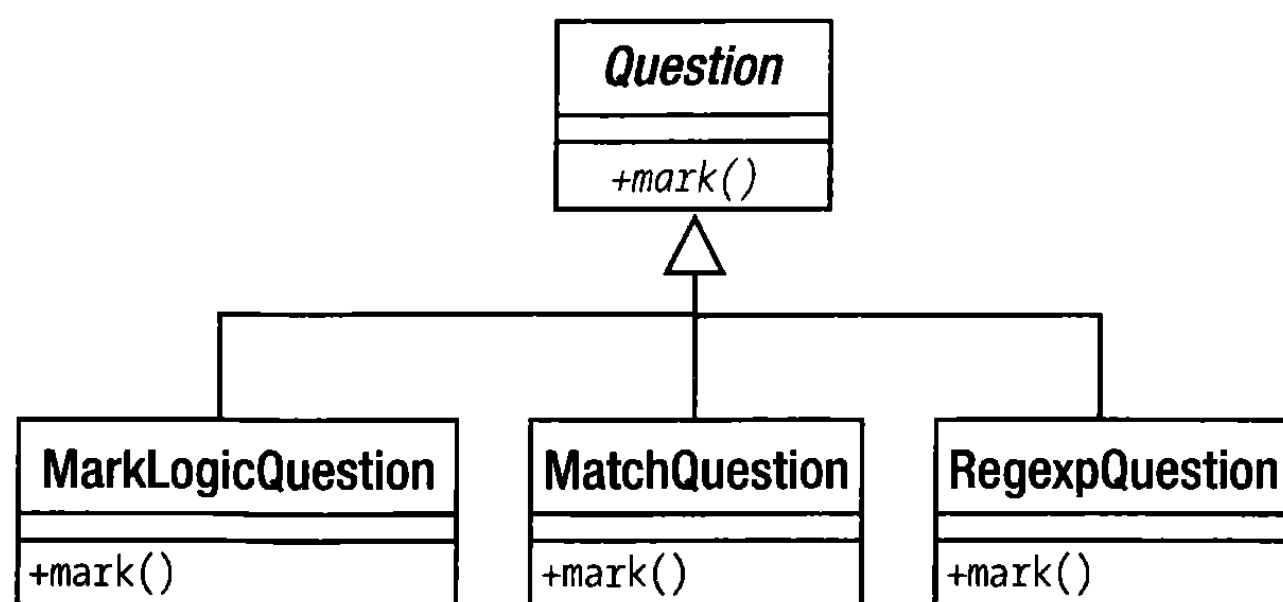 Question
+mark()
MarkLogicQuestion
MatchQuestion
RegexpQuestion
+mark()
+mark()
+mark()